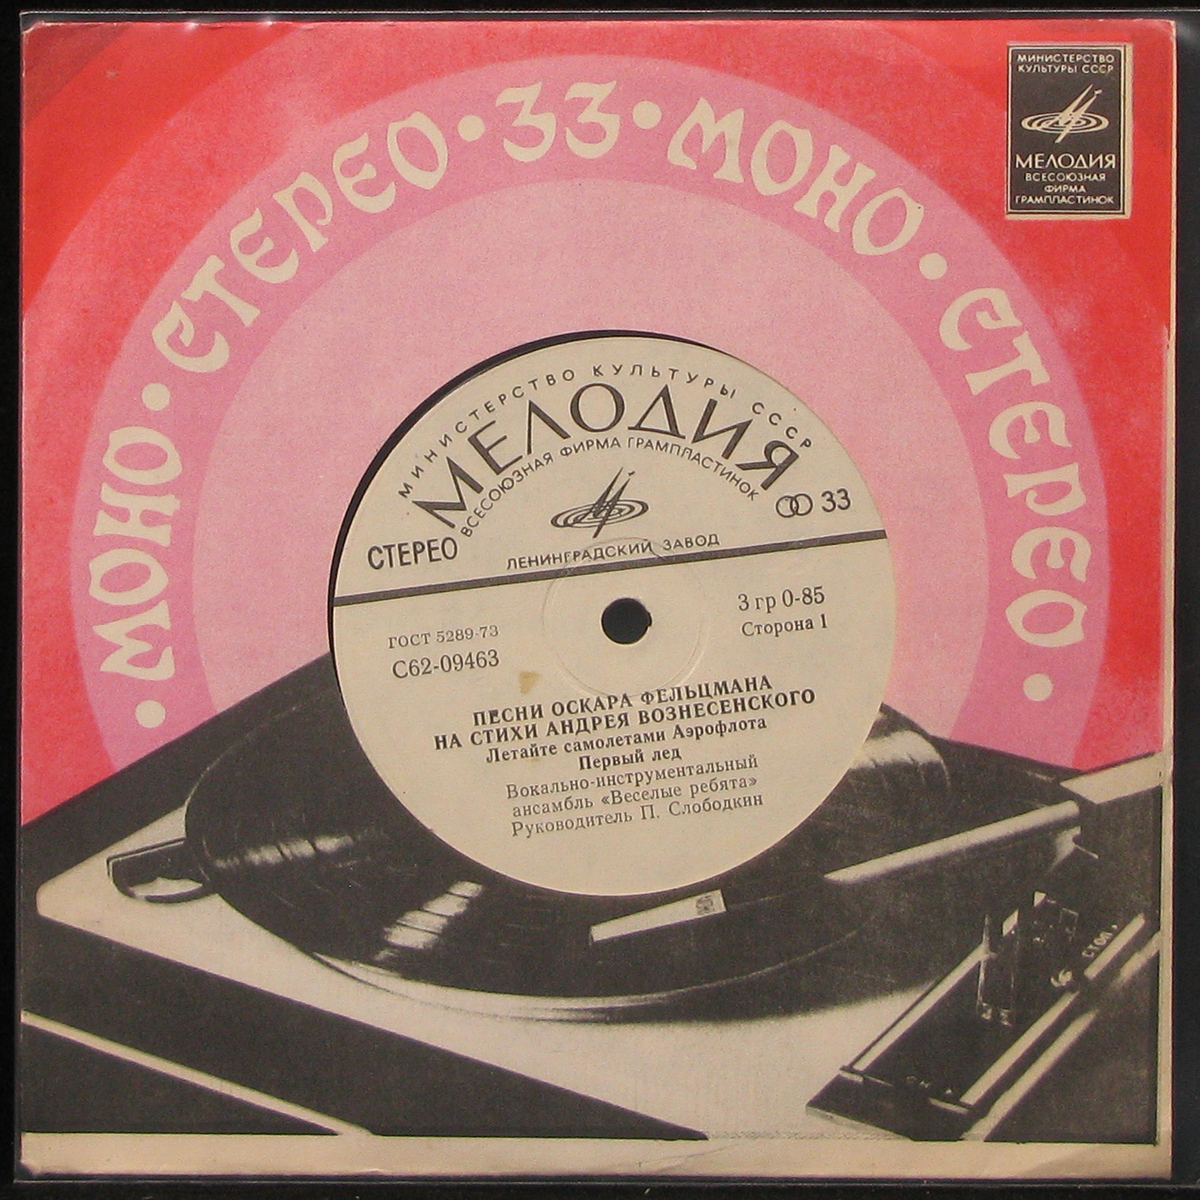 • МОНО • СТЕРЕО • 33 • МОНО • СТЕРЕО •
МИНИСТЕРСТВО
КУЛЬТУРЫ СССР
МЕЛОДИЯ
ВСЕСОЮЗНАЯ
ФИРМА
ГРАМПЛАСТИНОК
МИНИСТЕРСТВО КУЛЬТУРЫ СССР
МЕЛОДИЯ
ВСЕСОЮЗНАЯ ФИРМА ГРАМПЛАСТИНОК
СТЕРЕО
33
ЛЕНИНГРАДСКИЙ ЗАВОД
ГОСТ 5289-73
С62-09463
3 гр 0-85
Сторона 1
ПЕСНИ ОСКАРА ФЕЛЬЦМАНА
НА СТИХИ АНДРЕЯ ВОЗНЕСЕНСКОГО
Летайте самолетами Аэрофлота
Первый лед
Вокально-инструментальный
ансамбль «Веселые ребята»
Руководитель П. Слободкин
СТОП
33